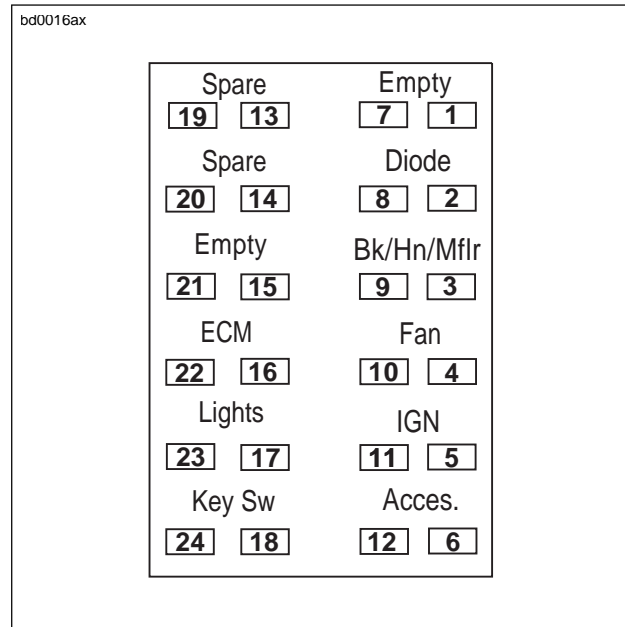 bd0016ax
Spare Empty
19 13 7 1
Spare Diode
20 14 8 2
Empty Bk/Hn/Mflr
21 15 9 3
ECM Fan
22 16 10 4
Lights IGN
23 17 11 5
Key Sw Acces.
24 18 12 6